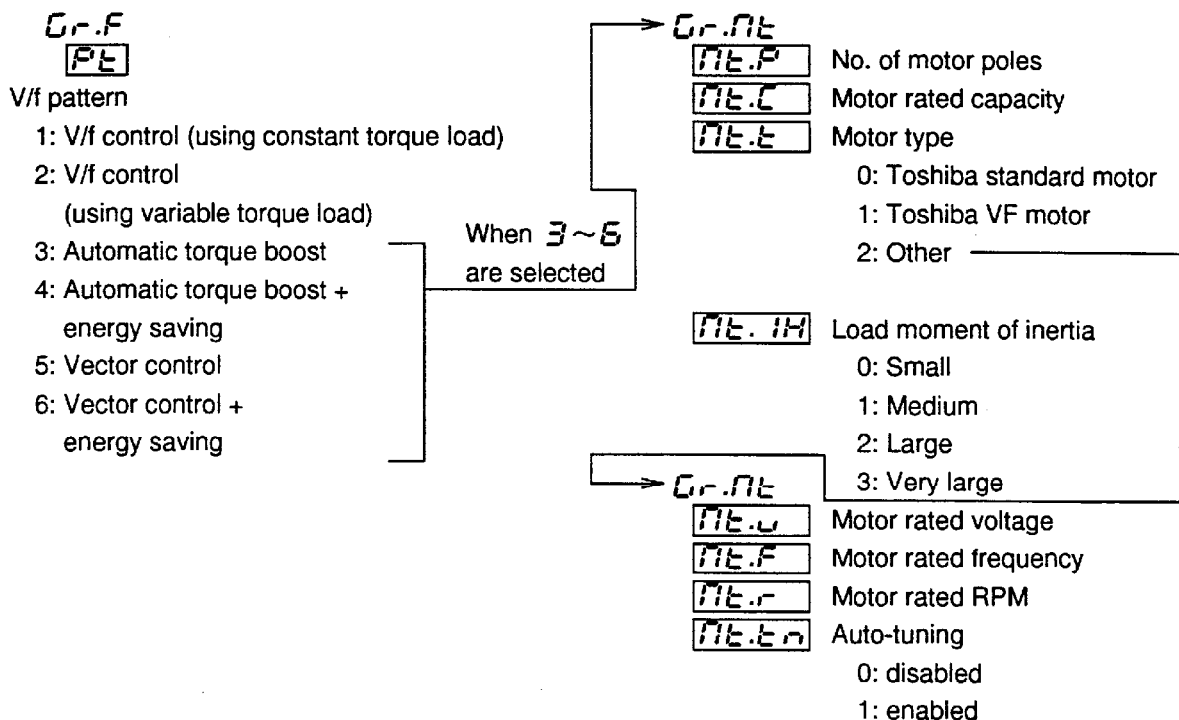 Gr.F
Pt
V/f pattern
1: V/f control (using constant torque load)
2: V/f control
(using variable torque load)
3: Automatic torque boost
4: Automatic torque boost +
energy saving
5: Vector control
6: Vector control +
energy saving
When 3~6
are selected
Gr.Mt
Mt.P No. of motor poles
Mt.C Motor rated capacity
Mt.t Motor type
0: Toshiba standard motor
1: Toshiba VF motor
2: Other
Mt.IH Load moment of inertia
0: Small
1: Medium
2: Large
3: Very large
Gr.Mt
Mt.v Motor rated voltage
Mt.F Motor rated frequency
Mt.r Motor rated RPM
Mt.tn Auto-tuning
0: disabled
1: enabled